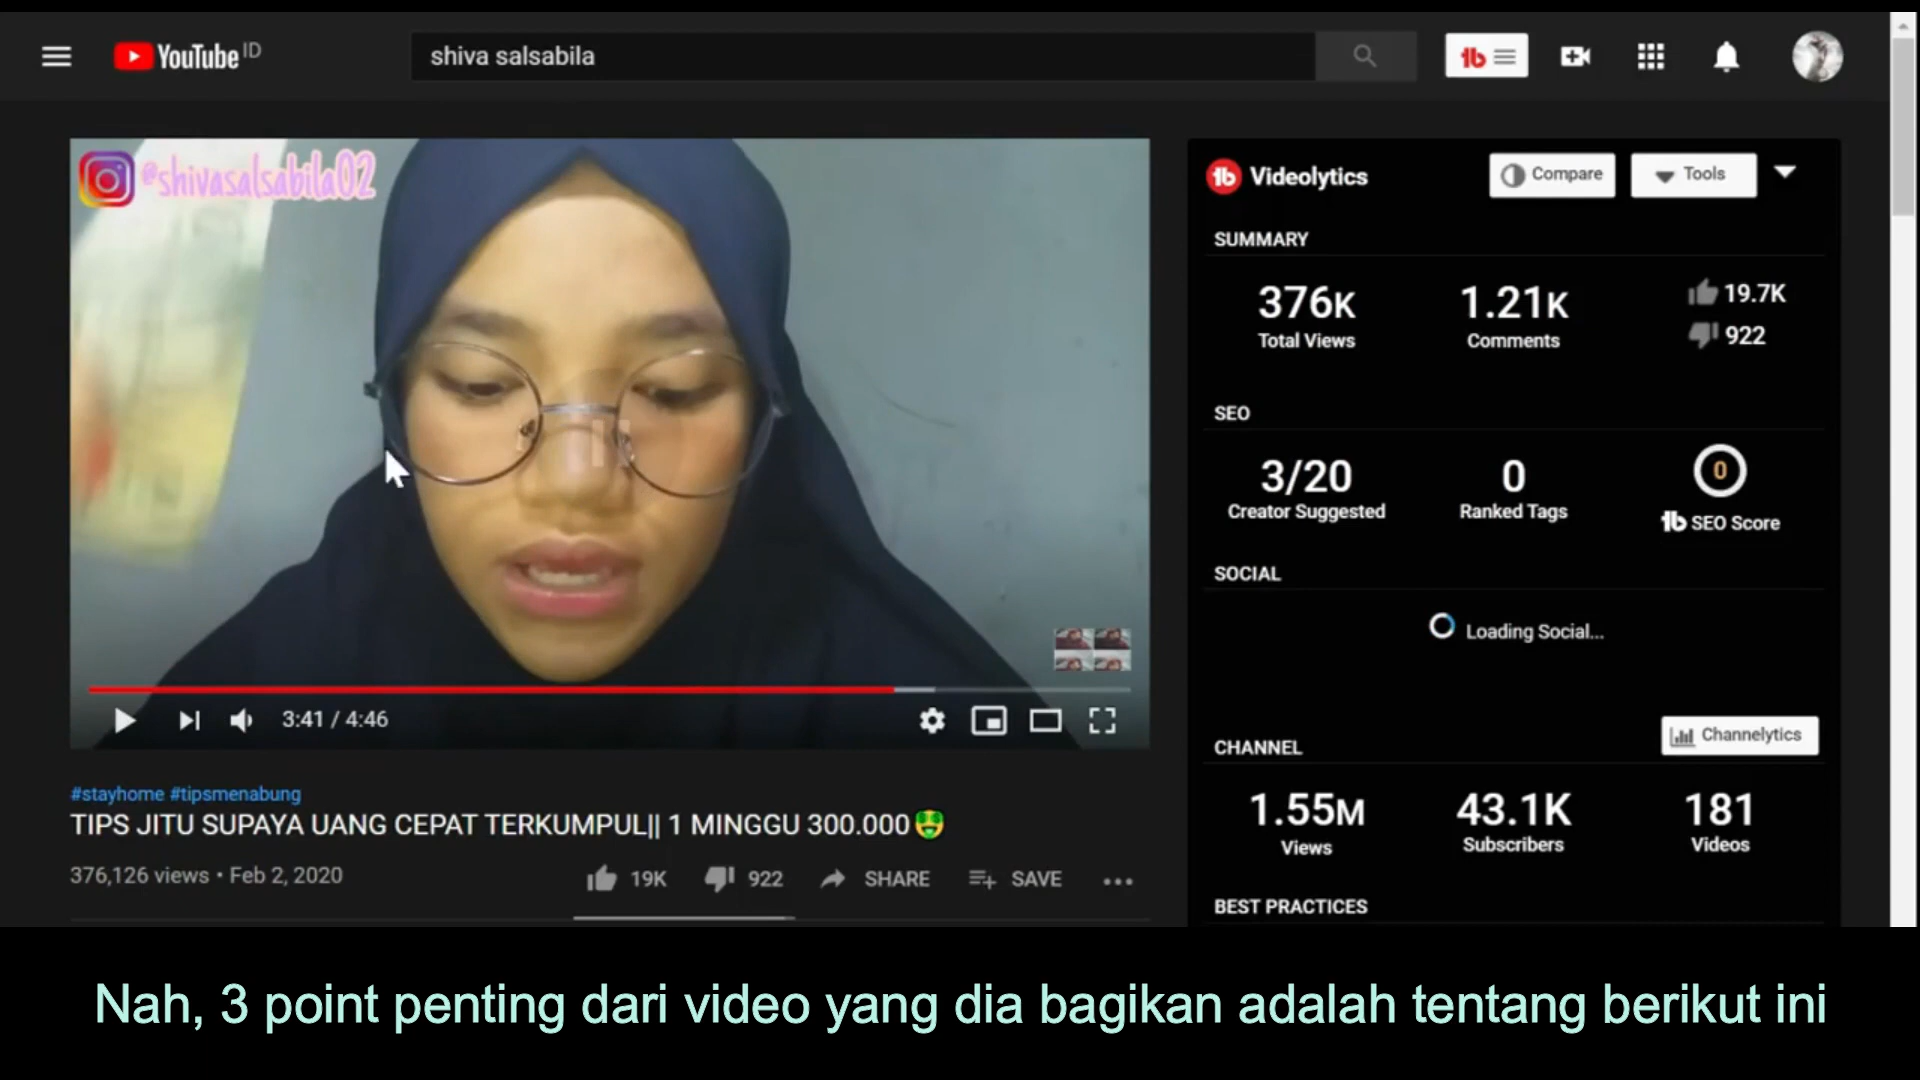 YouTube ID
shiva salsabila
@shivasalsabila02
3:41 / 4:46
#stayhome #tipsmenabung
TIPS JITU SUPAYA UANG CEPAT TERKUMPUL|| 1 MINGGU 300.000🤑
376,126 views • Feb 2, 2020
19K 922 SHARE SAVE
tb Videolytics
Compare Tools
SUMMARY
376K 1.21K 19.7K
Total Views Comments 922
SEO
3/20 0 0
Creator Suggested Ranked Tags tb SEO Score
SOCIAL
Loading Social...
CHANNEL Channelytics
1.55M 43.1K 181
Views Subscribers Videos
BEST PRACTICES
Nah, 3 point penting dari video yang dia bagikan adalah tentang berikut ini